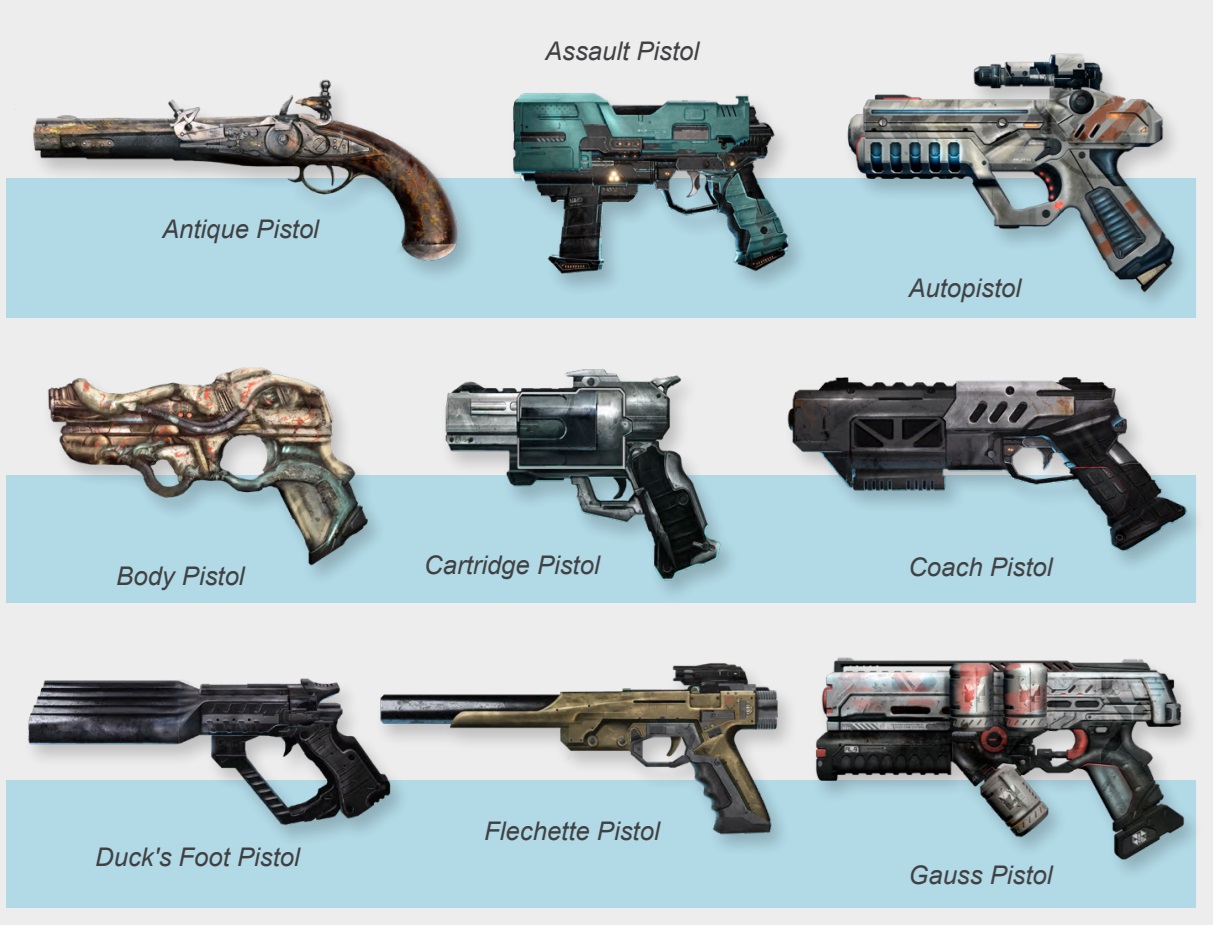 Assault Pistol
Antique Pistol
Autopistol
Body Pistol
Cartridge Pistol
Coach Pistol
Duck's Foot Pistol
Flechette Pistol
Gauss Pistol